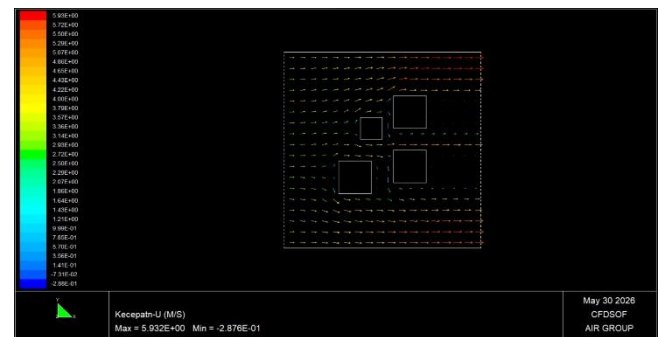 5.93E+00
5.72E+00
5.50E+00
5.29E+00
5.07E+00
4.86E+00
4.65E+00
4.43E+00
4.22E+00
4.00E+00
3.79E+00
3.57E+00
3.36E+00
3.14E+00
2.93E+00
2.72E+00
2.50E+00
2.29E+00
2.07E+00
1.86E+00
1.64E+00
1.43E+00
1.21E+00
9.99E-01
7.85E-01
5.70E-01
3.56E-01
1.41E-01
-7.31E-02
-2.88E-01
Y
X
Kecepatn-U (M/S)
Max = 5.932E+00 Min = -2.876E-01
May 30 2026
CFDSOF
AIR GROUP